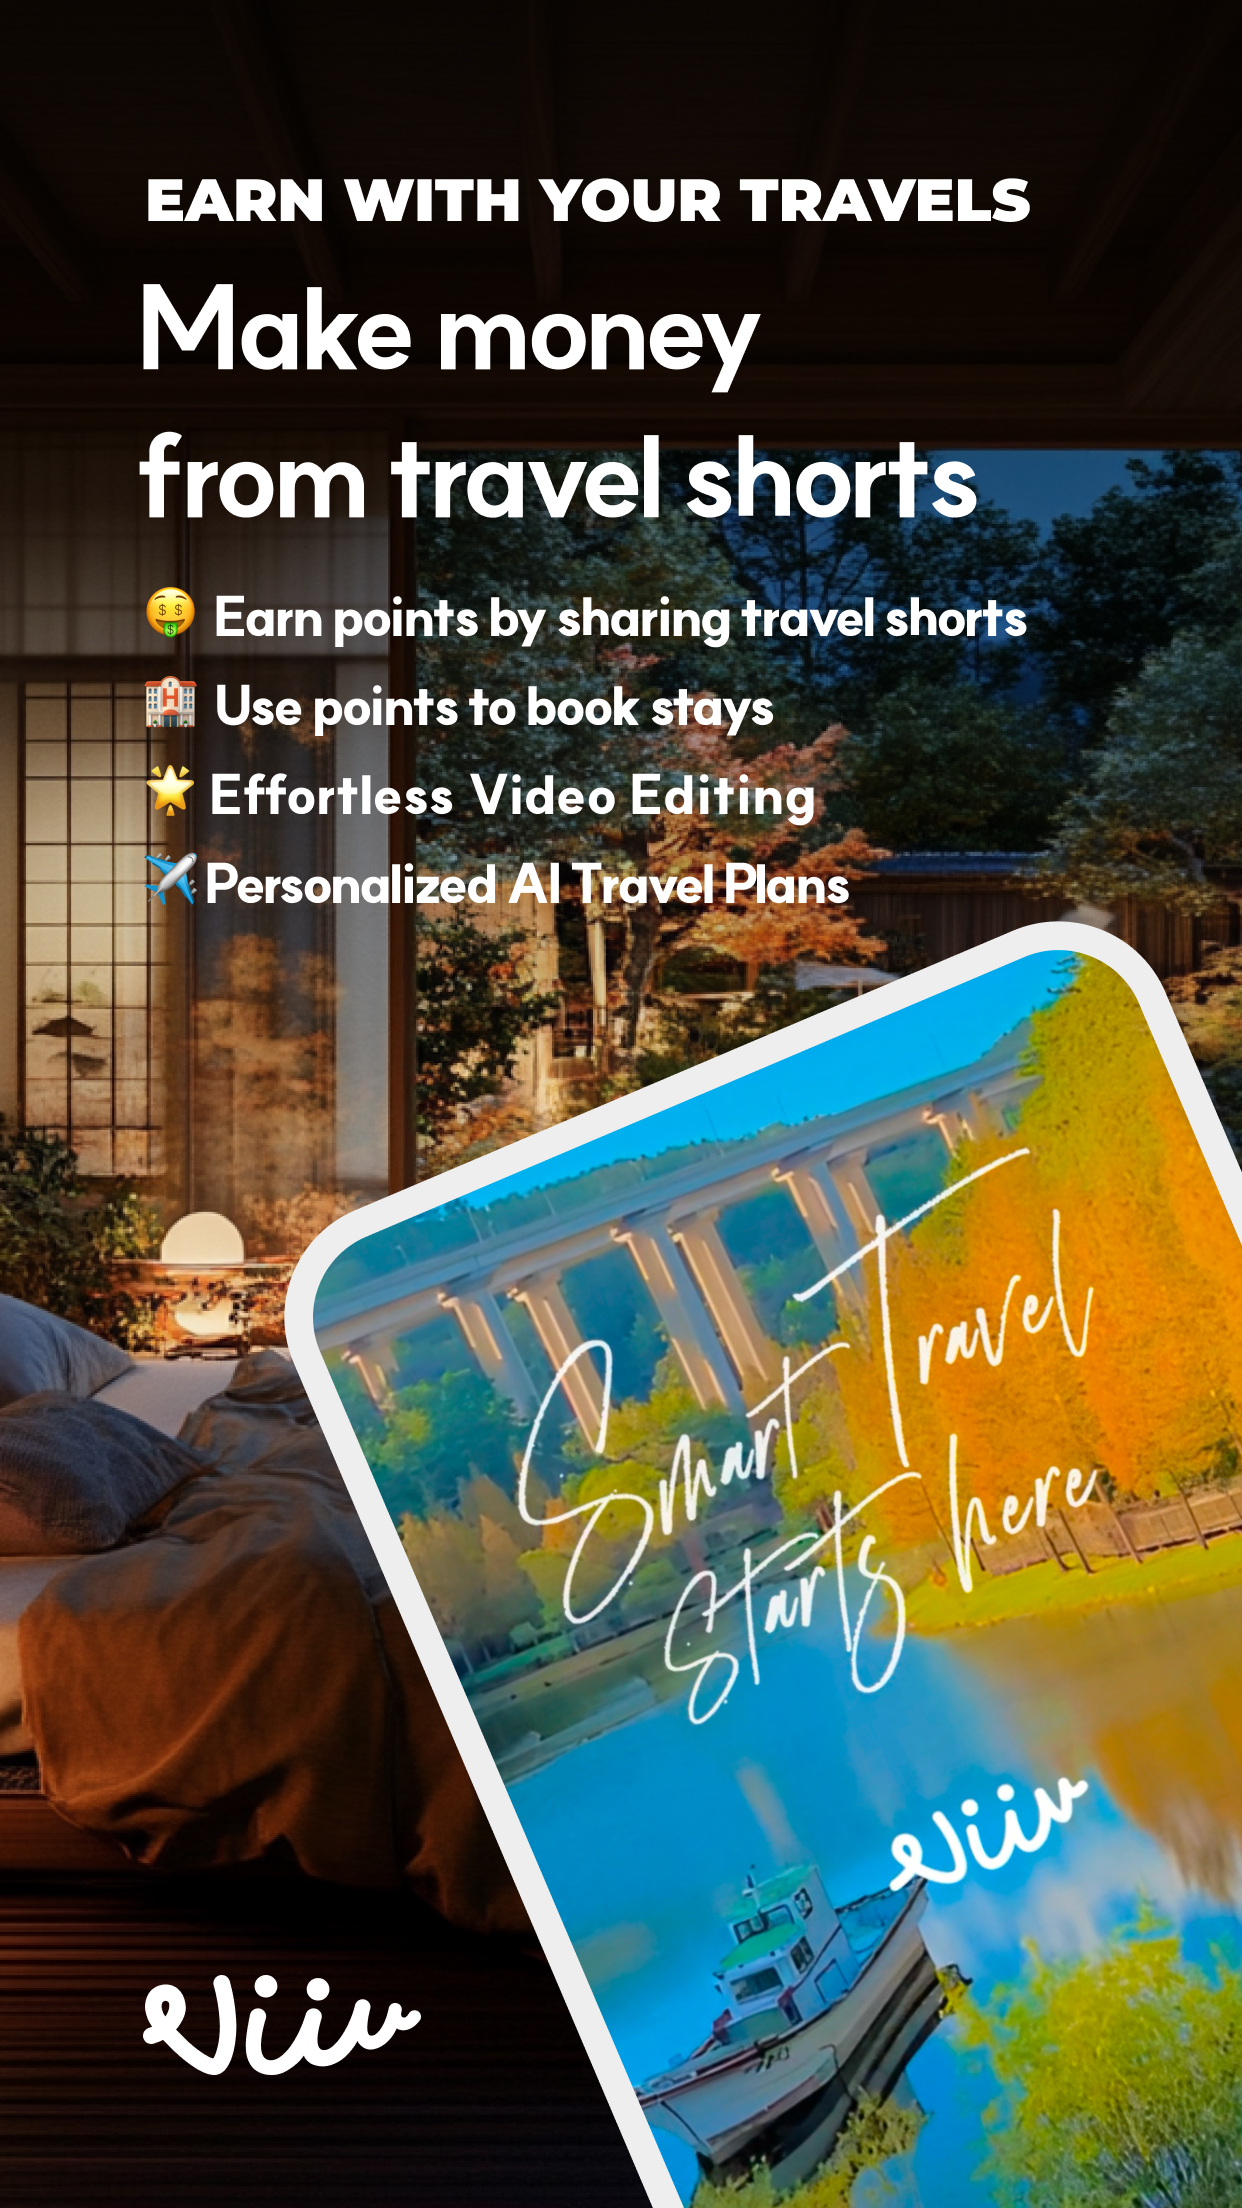 EARN WITH YOUR TRAVELS
Make money
from travel shorts
🤑 Earn points by sharing travel shorts
🏨 Use points to book stays
🌟 Effortless Video Editing
✈️ Personalized AI Travel Plans
Smart Travel
starts here
Viiv
Viiv